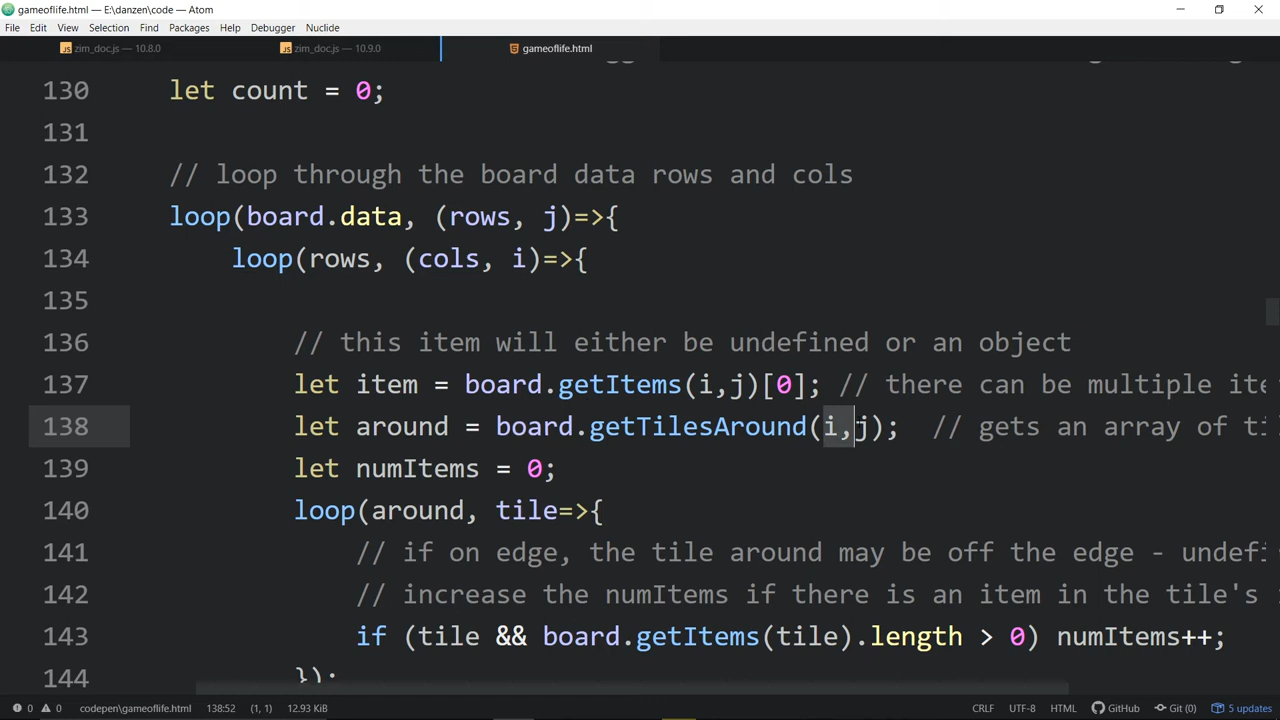 gameoflife.html — E:\danzen\code — Atom
File Edit View Selection Find Packages Help Debugger Nuclide
zim_doc.js — 10.8.0 zim_doc.js — 10.9.0 gameoflife.html
130 let count = 0;
131
132 // loop through the board data rows and cols
133 loop(board.data, (rows, j)=>{
134 loop(rows, (cols, i)=>{
135
136 // this item will either be undefined or an object
137 let item = board.getItems(i,j)[0]; // there can be multiple ite
138 let around = board.getTilesAround(i,j); // gets an array of ti
139 let numItems = 0;
140 loop(around, tile=>{
141 // if on edge, the tile around may be off the edge - undefi
142 // increase the numItems if there is an item in the tile's
143 if (tile && board.getItems(tile).length > 0) numItems++;
144 });
0 0 codepen\gameoflife.html 138:52 (1, 1) 12.93 KiB CRLF UTF-8 HTML GitHub Git (0) 5 updates